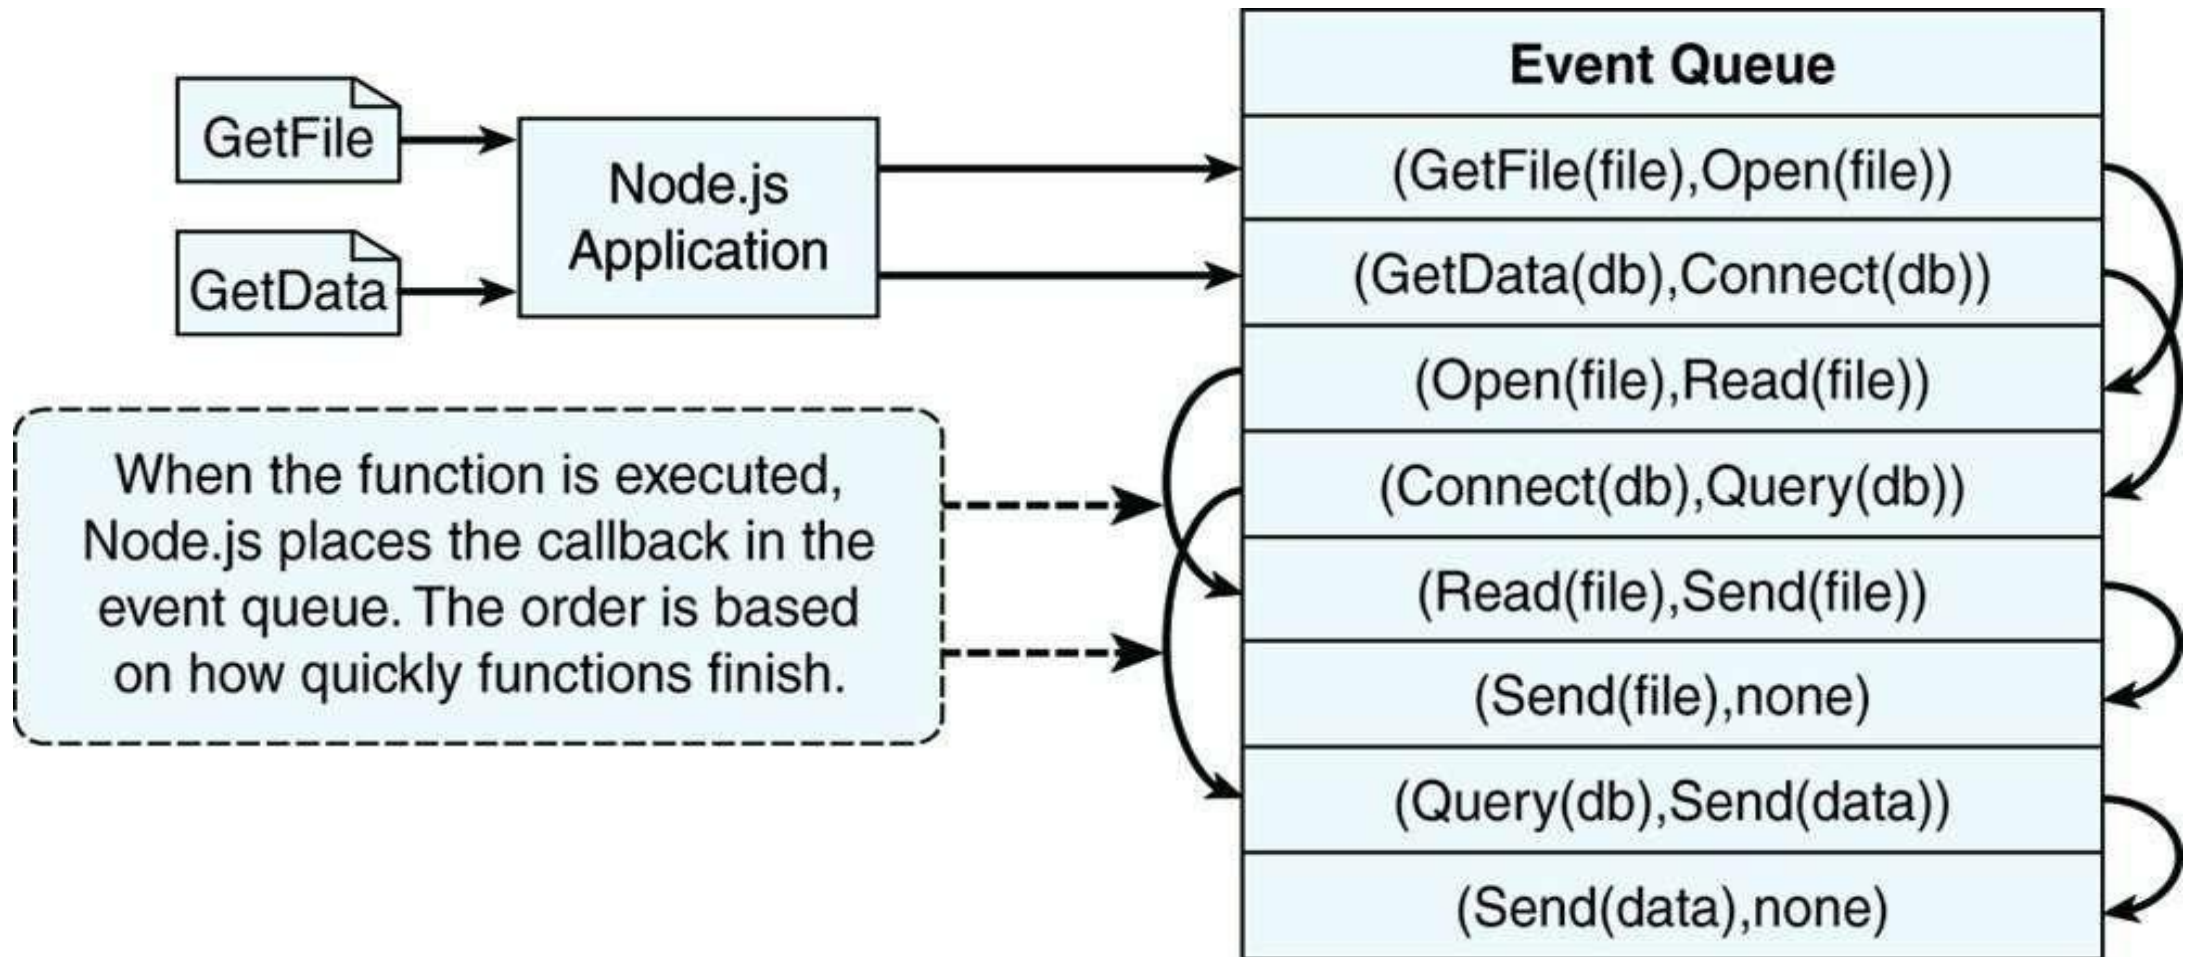 GetFile
GetData
Node.js
Application
When the function is executed,
Node.js places the callback in the
event queue. The order is based
on how quickly functions finish.
Event Queue
(GetFile(file),Open(file))
(GetData(db),Connect(db))
(Open(file),Read(file))
(Connect(db),Query(db))
(Read(file),Send(file))
(Send(file),none)
(Query(db),Send(data))
(Send(data),none)